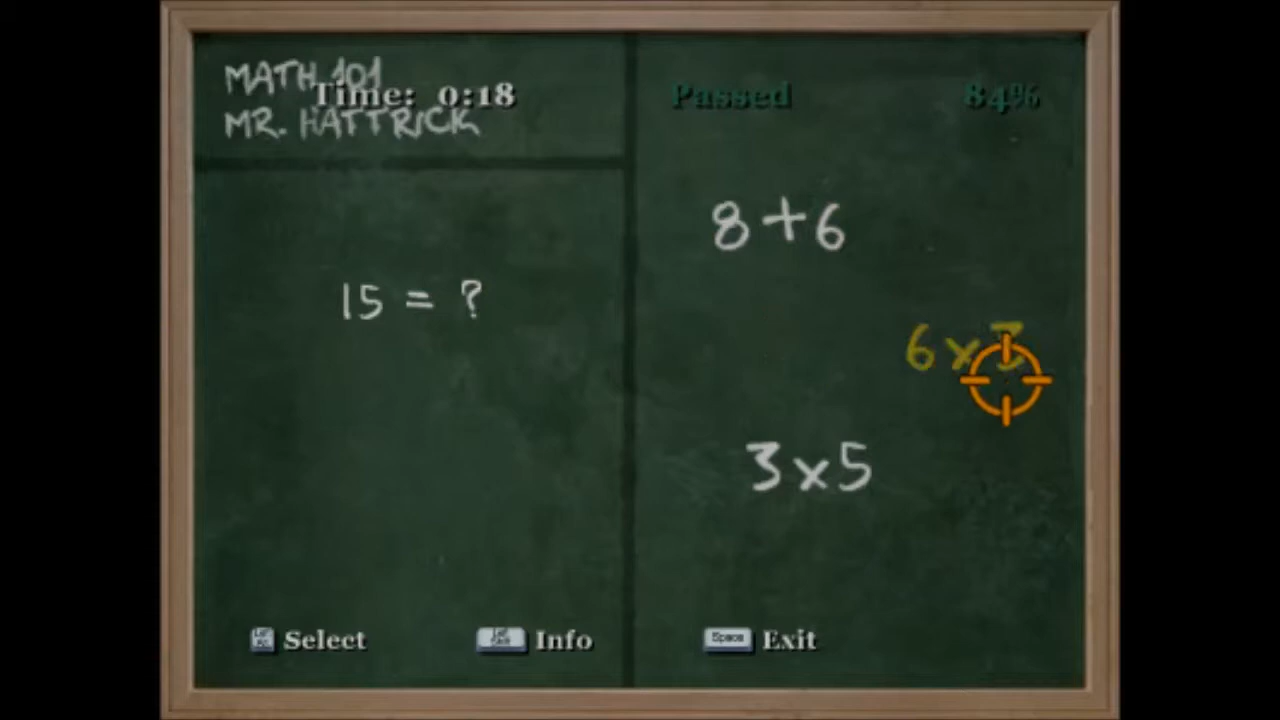 MATH 101
Time: 0:18
MR. HATTRICK
Passed 84%
15 = ?
8+6
6x3
3x5
Select
Info
Space Exit